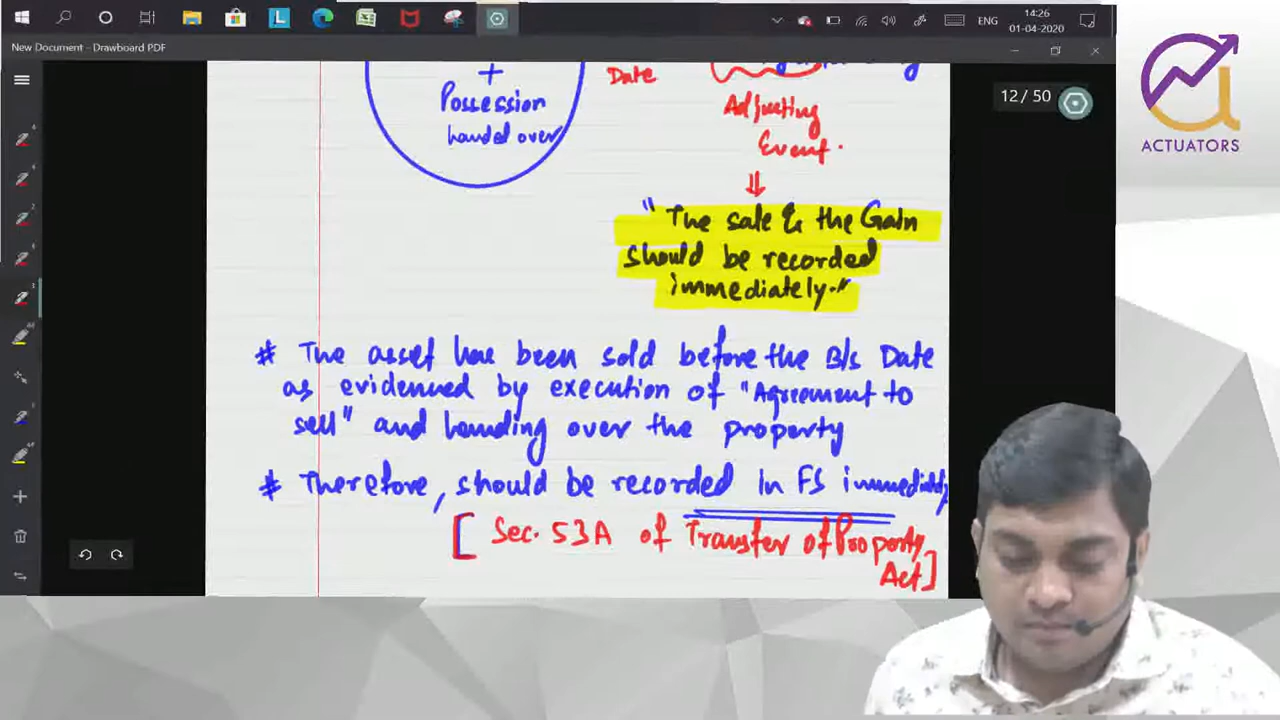 14:26
ENG
01-04-2020
New Document - Drawboard PDF
12 / 50
ACTUATORS
+
Possession
handed over
Date
Adjusting
Event.
⇓
"The sale & the Gain
should be recorded
immediately."
# The asset has been sold before the B/s Date
as evidenned by execution of "Agreement to
sell" and handing over the property
# Therefore, should be recorded in FS immediately
[ Sec. 53A of Transfer of Property
Act]